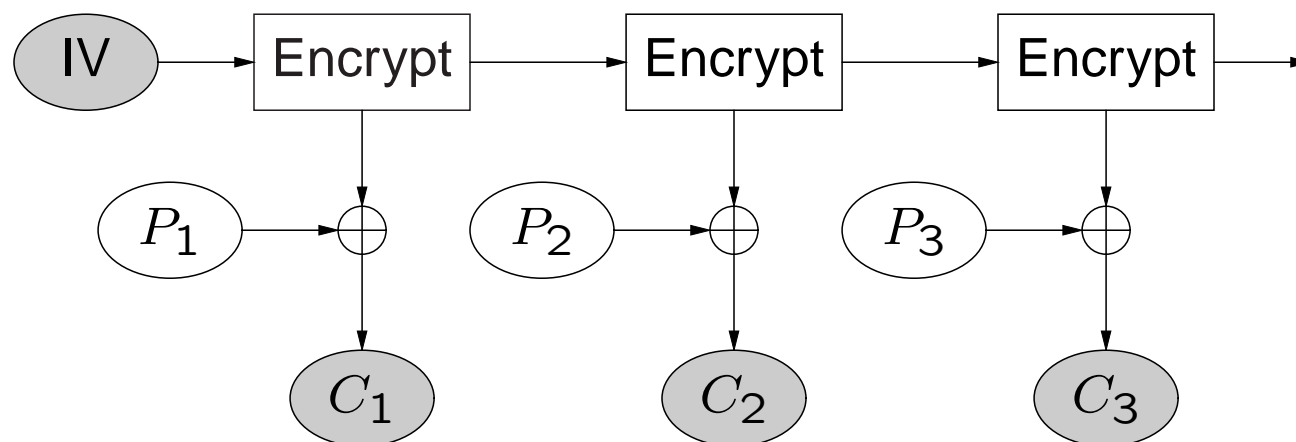 IV Encrypt Encrypt Encrypt
P₁ P₂ P₃
C₁ C₂ C₃